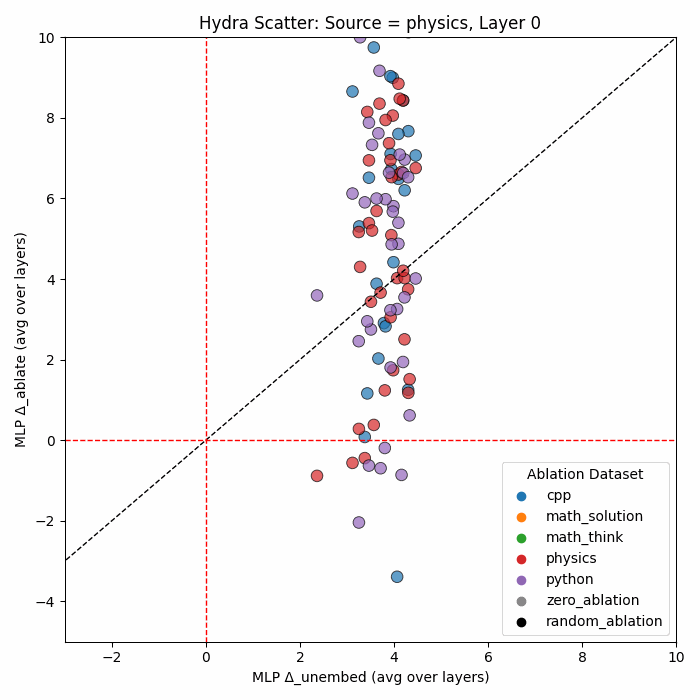 Hydra Scatter: Source = physics, Layer 0
MLP Δ_ablate (avg over layers)
10
8
6
4
2
0
−2
−4
−2
0
2
4
6
8
10
MLP Δ_unembed (avg over layers)
Ablation Dataset
cpp
math_solution
math_think
physics
python
zero_ablation
random_ablation